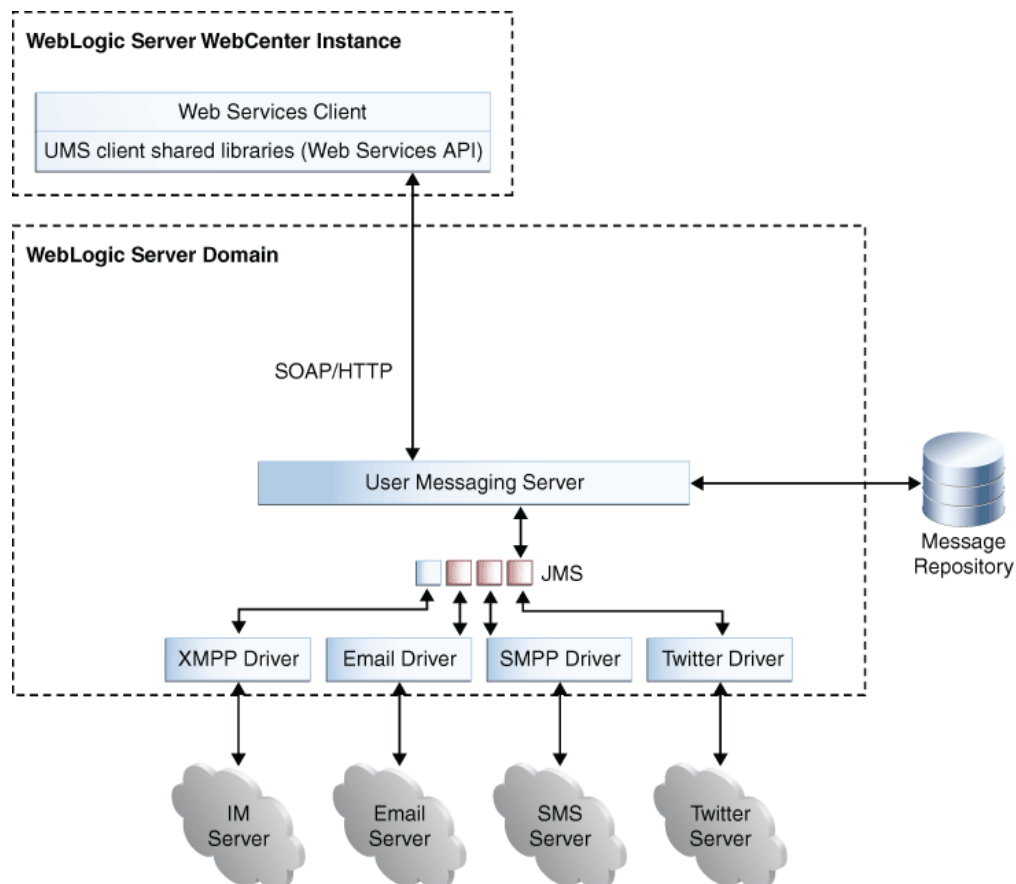 WebLogic Server WebCenter Instance
Web Services Client
UMS client shared libraries (Web Services API)
WebLogic Server Domain
SOAP/HTTP
User Messaging Server
Message
Repository
JMS
XMPP Driver
Email Driver
SMPP Driver
Twitter Driver
IM
Server
Email
Server
SMS
Server
Twitter
Server